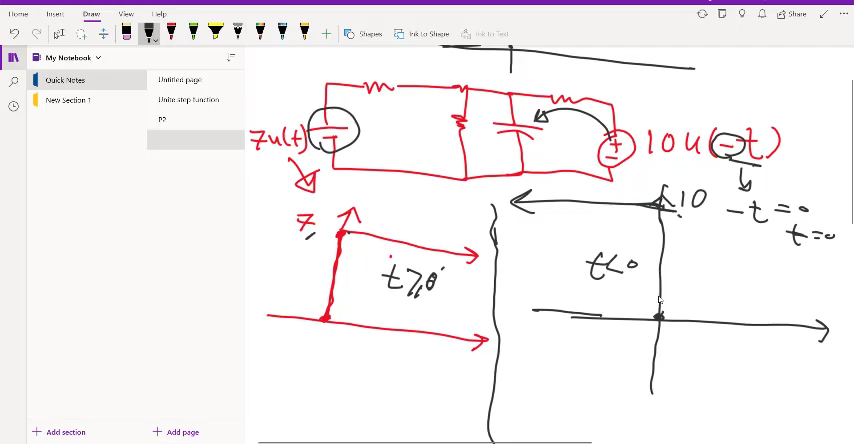 Home Insert Draw View Help
Share
Shapes Ink to Shape Ink to Text
My Notebook
Quick Notes
New Section 1
Untitled page
Unite step function
P2
Add section
Add page
7u(t)
+
-
10u(-t)
-t=0
t=0
7
t≥0
10
t<0